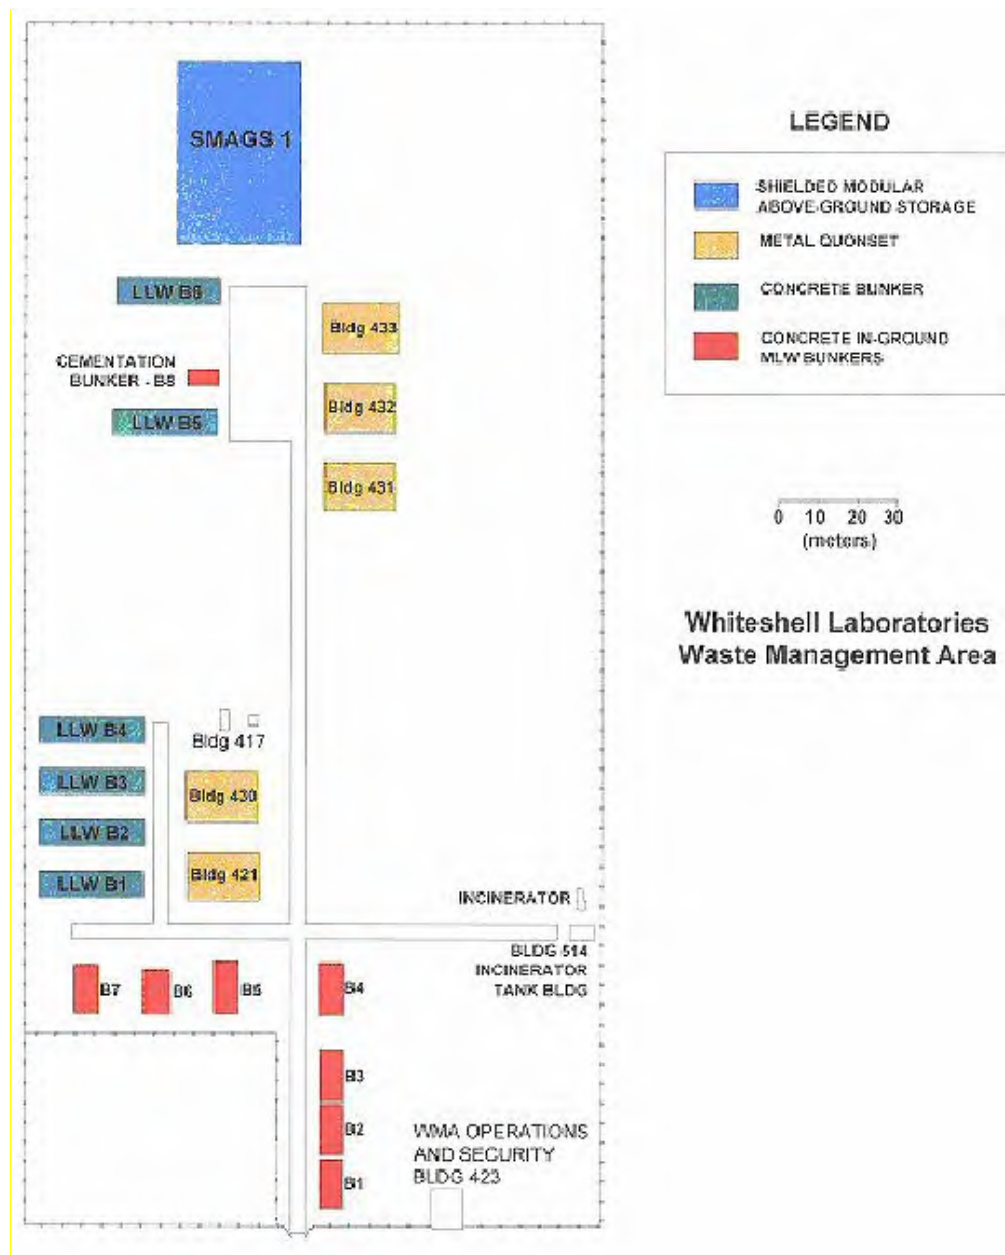 SMAGS 1
LEGEND
SHIELDED MODULAR
ABOVE-GROUND STORAGE
METAL QUONSET
CONCRETE BUNKER
CONCRETE IN-GROUND
MLW BUNKERS
LLW B6
Bldg 433
CEMENTATION
BUNKER - B8
Bldg 432
LLW B5
Bldg 431
0 10 20 30
(meters)
Whiteshell Laboratories
Waste Management Area
LLW B4
Bldg 417
LLW B3
Bldg 430
LLW B2
LLW B1
Bldg 421
INCINERATOR
BLDG 514
INCINERATOR
TANK BLDG
B7
B6
B5
B4
B3
B2
B1
WMA OPERATIONS
AND SECURITY
BLDG 423